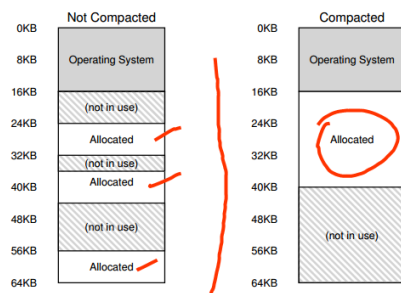 Not Compacted
0KB
8KB
Operating System
16KB
(not in use)
24KB
Allocated
32KB
(not in use)
Allocated
40KB
(not in use)
48KB
56KB
Allocated
64KB
Compacted
0KB
8KB
Operating System
16KB
24KB
Allocated
32KB
40KB
48KB
(not in use)
56KB
64KB